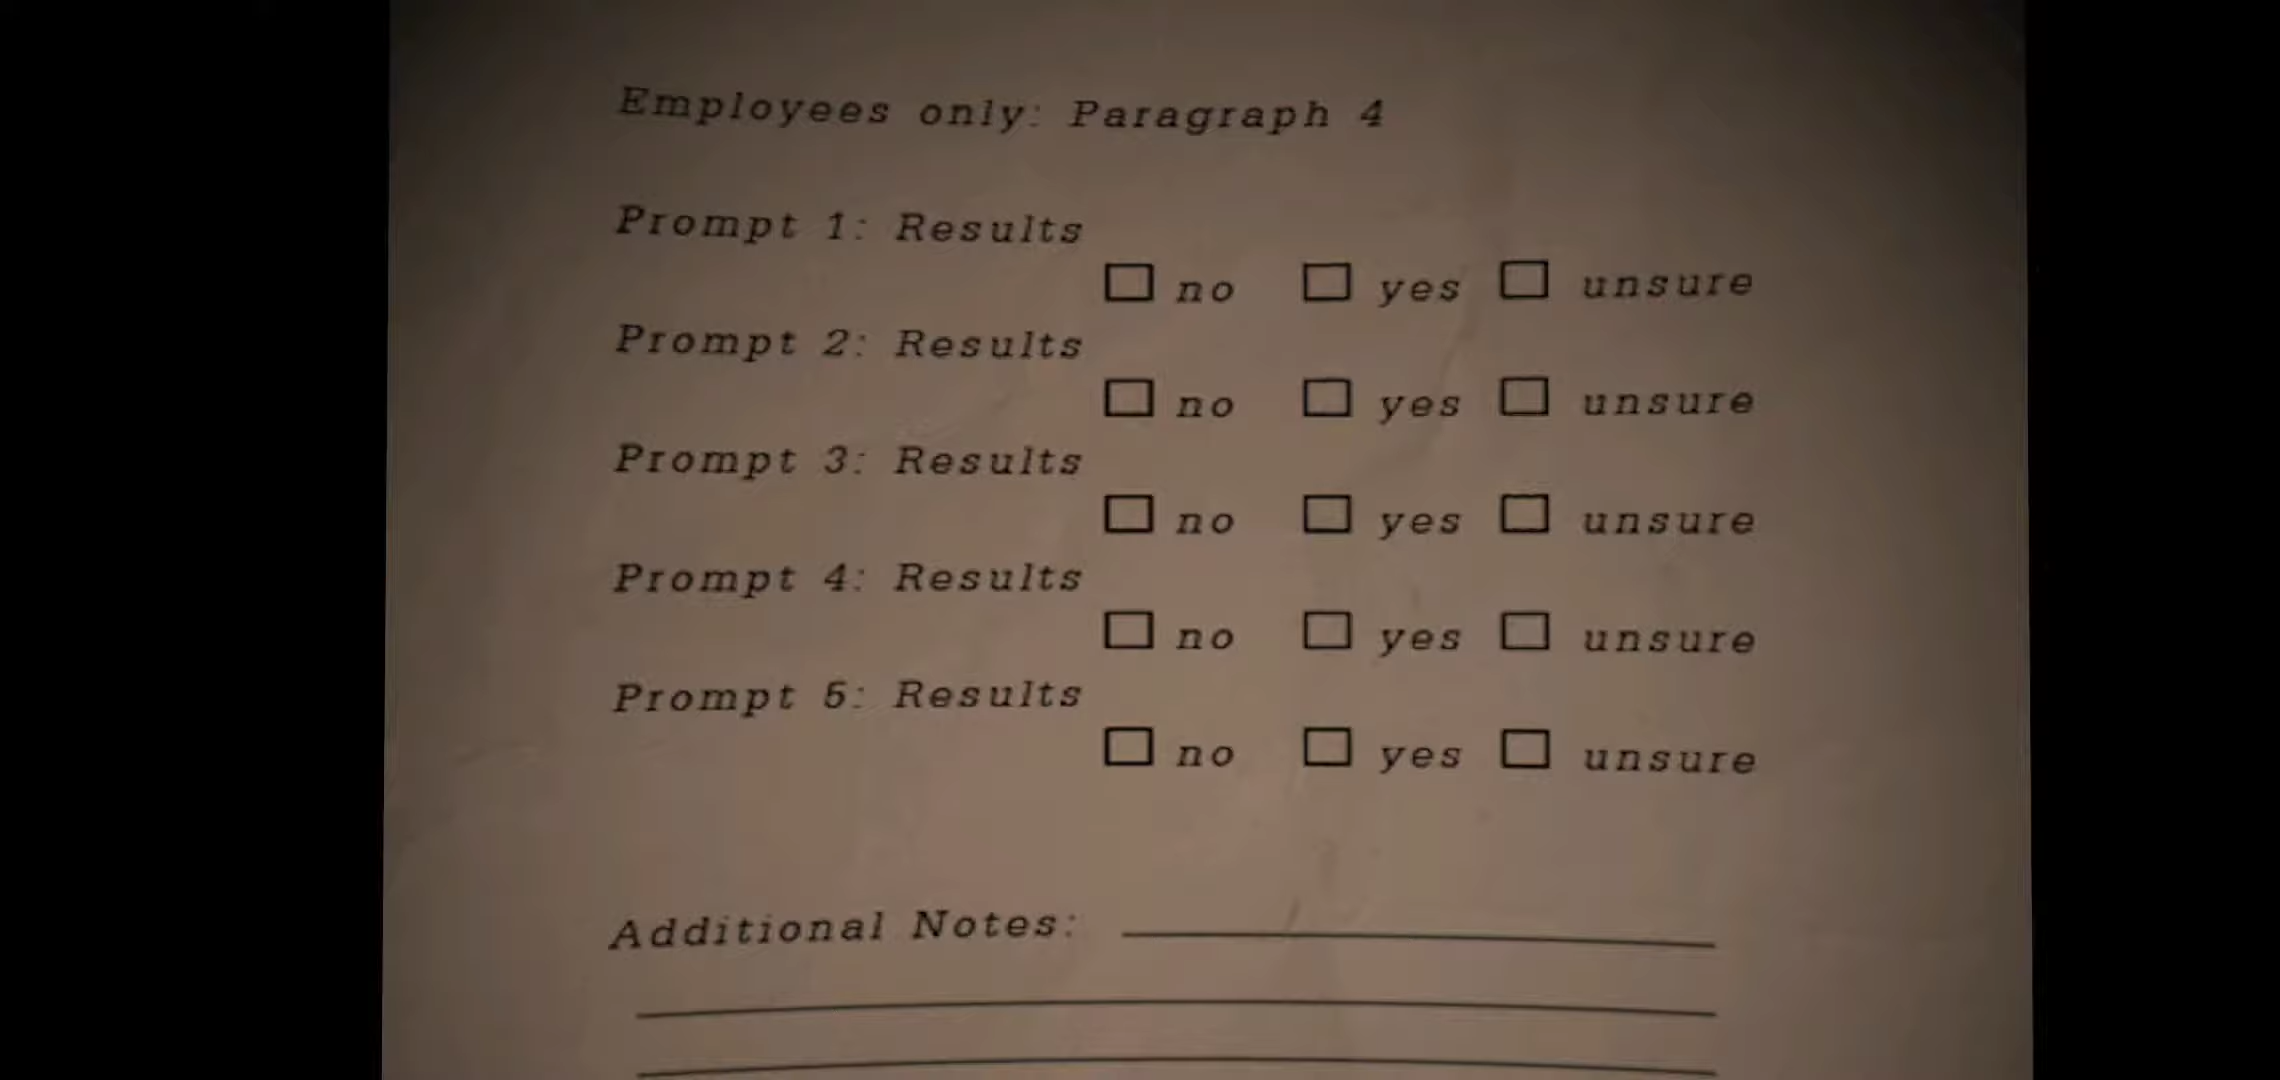 Employees only: Paragraph 4
Prompt 1: Results
no yes unsure
Prompt 2: Results
no yes unsure
Prompt 3: Results
no yes unsure
Prompt 4: Results
no yes unsure
Prompt 5: Results
no yes unsure
Additional Notes: